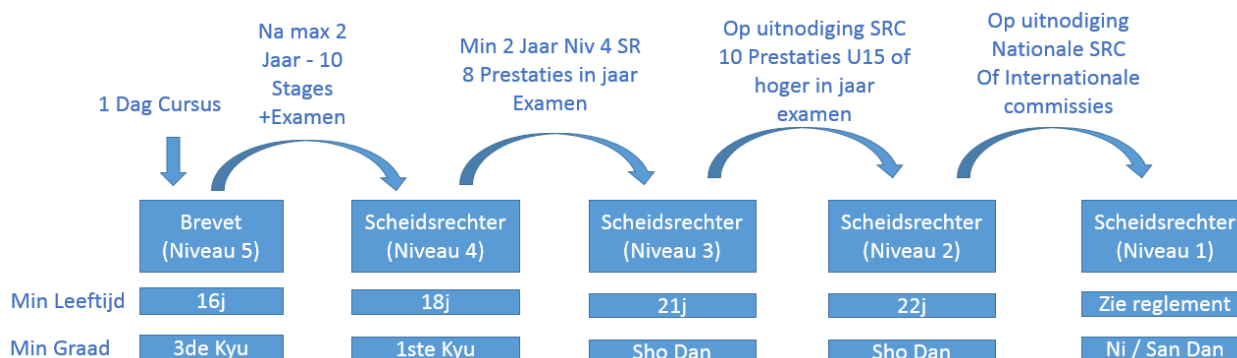 1 Dag Cursus
Na max 2
Jaar - 10
Stages
+Examen
Min 2 Jaar Niv 4 SR
8 Prestaties in jaar
Examen
Op uitnodiging SRC
10 Prestaties U15 of
hoger in jaar
examen
Op uitnodiging
Nationale SRC
Of Internationale
commissies
Brevet
(Niveau 5)
Scheidsrechter
(Niveau 4)
Scheidsrechter
(Niveau 3)
Scheidsrechter
(Niveau 2)
Scheidsrechter
(Niveau 1)
Min Leeftijd
16j
18j
21j
22j
Zie reglement
Min Graad
3de Kyu
1ste Kyu
Sho Dan
Sho Dan
Ni / San Dan